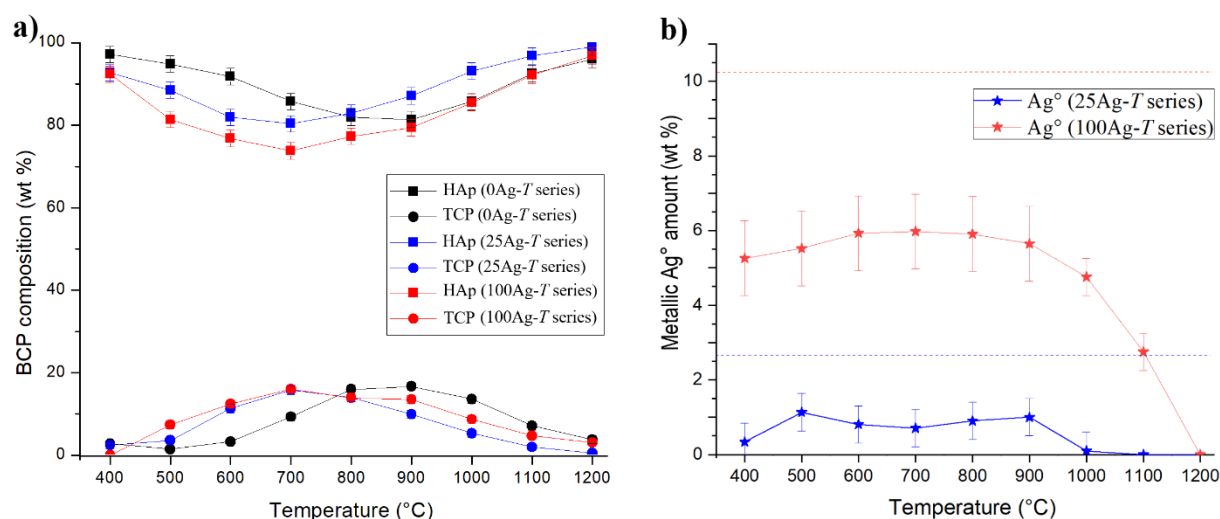 a)
BCP composition (wt %)
100
80
60
40
20
0
HAp (0Ag-T series)
TCP (0Ag-T series)
HAp (25Ag-T series)
TCP (25Ag-T series)
HAp (100Ag-T series)
TCP (100Ag-T series)
400 500 600 700 800 900 1000 1100 1200
Temperature (°C)
b)
Metallic Ag° amount (wt %)
10
8
6
4
2
0
Ag° (25Ag-T series)
Ag° (100Ag-T series)
400 500 600 700 800 900 1000 1100 1200
Temperature (°C)